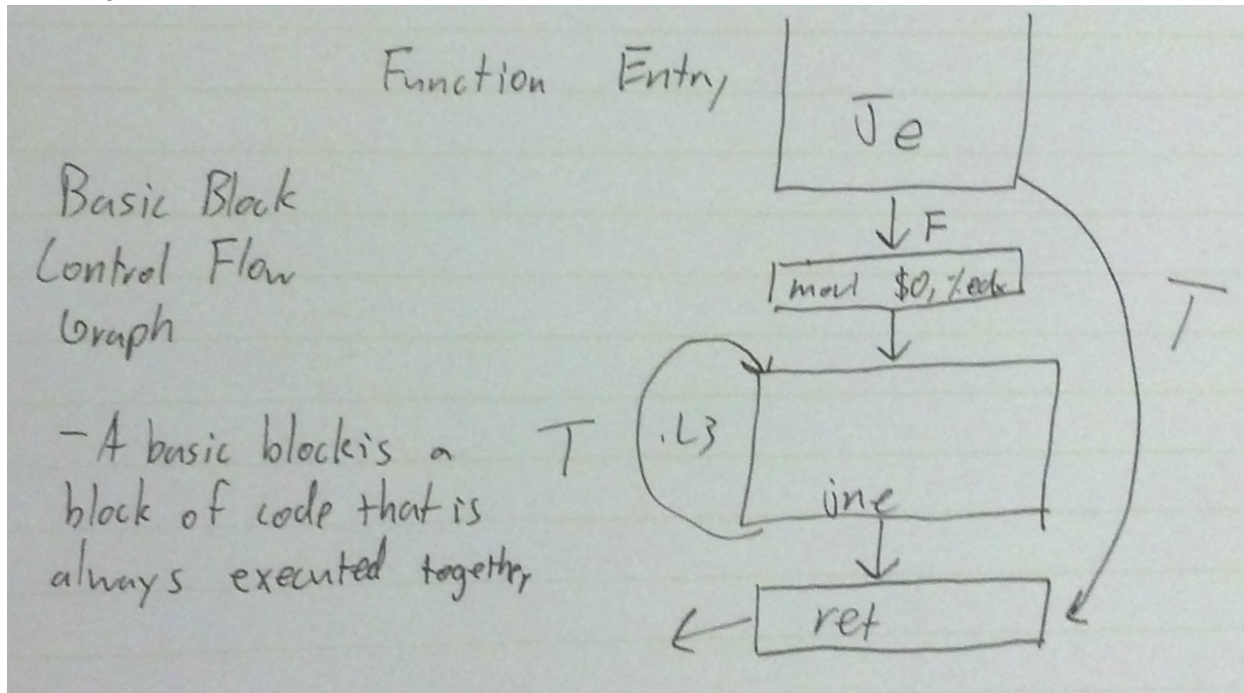 Function Entry
Je
Basic Block
Control Flow
Graph
F
movl $0, %edx
T
- A basic block is a
block of code that is
always executed together
T
.L3
jne
ret